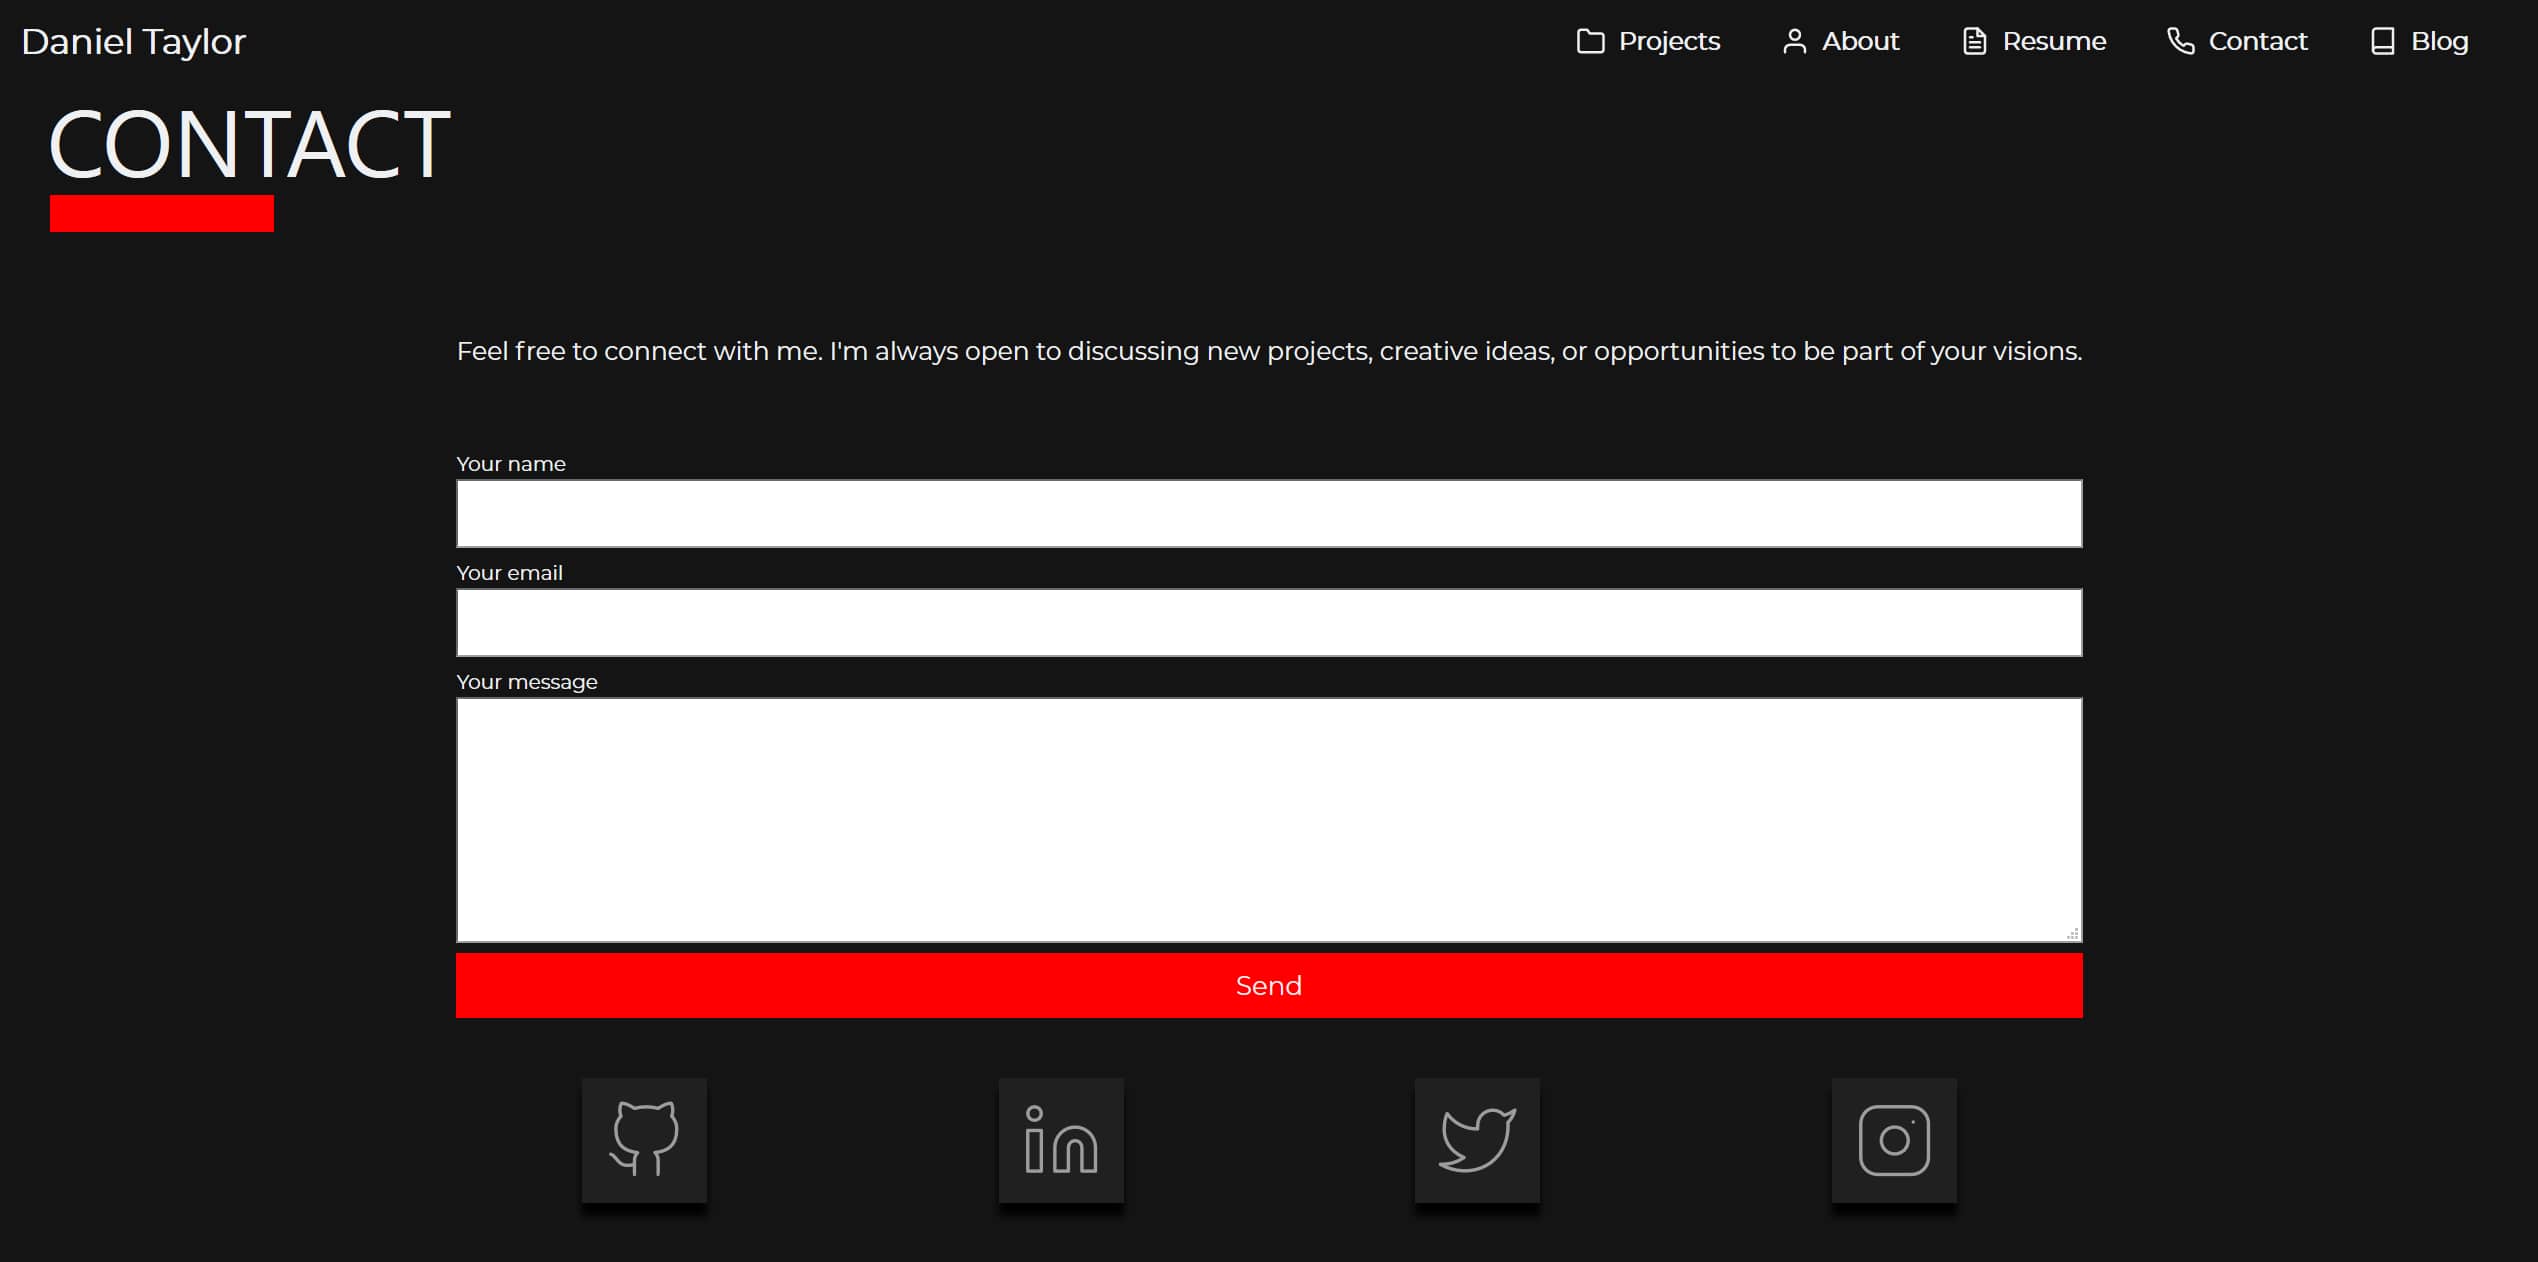 Daniel Taylor
Projects
About
Resume
Contact
Blog
CONTACT
Feel free to connect with me. I'm always open to discussing new projects, creative ideas, or opportunities to be part of your visions.
Your name
Your email
Your message
Send